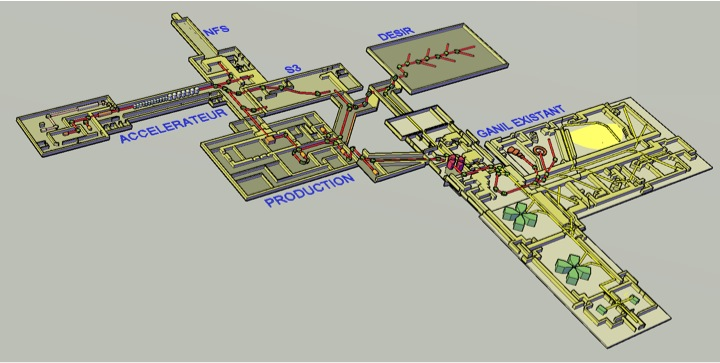 NFS
DESIR
S3
ACCELERATEUR
GANIL EXISTANT
PRODUCTION